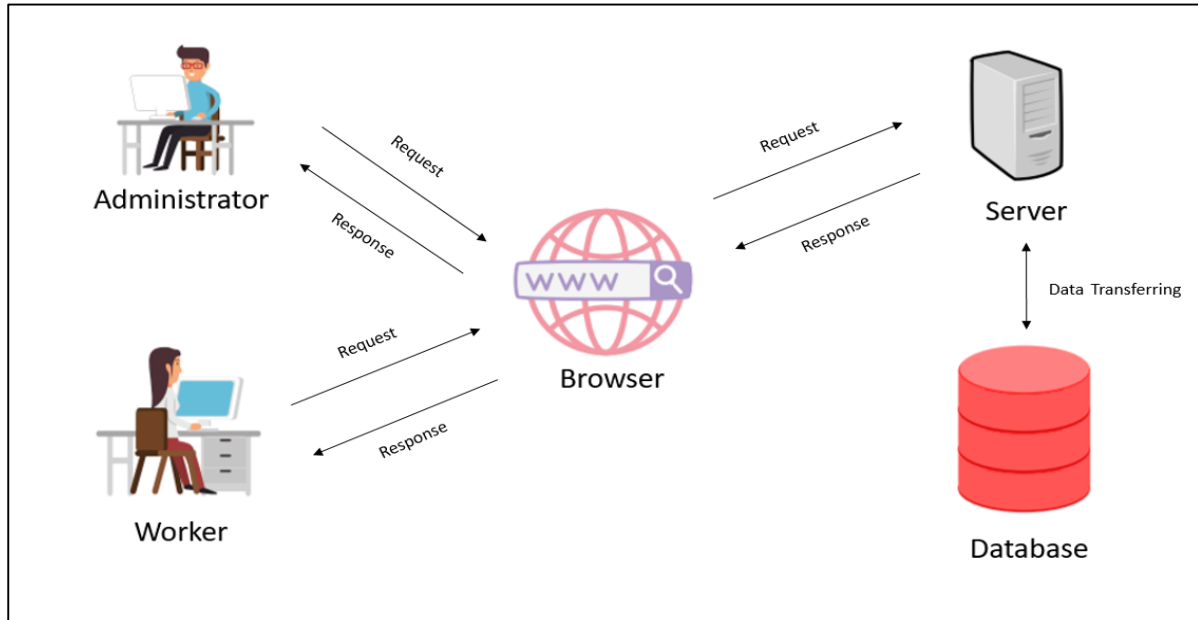 Administrator
Request
Response
Worker
Request
Response
www
Browser
Request
Response
Server
Data Transferring
Database